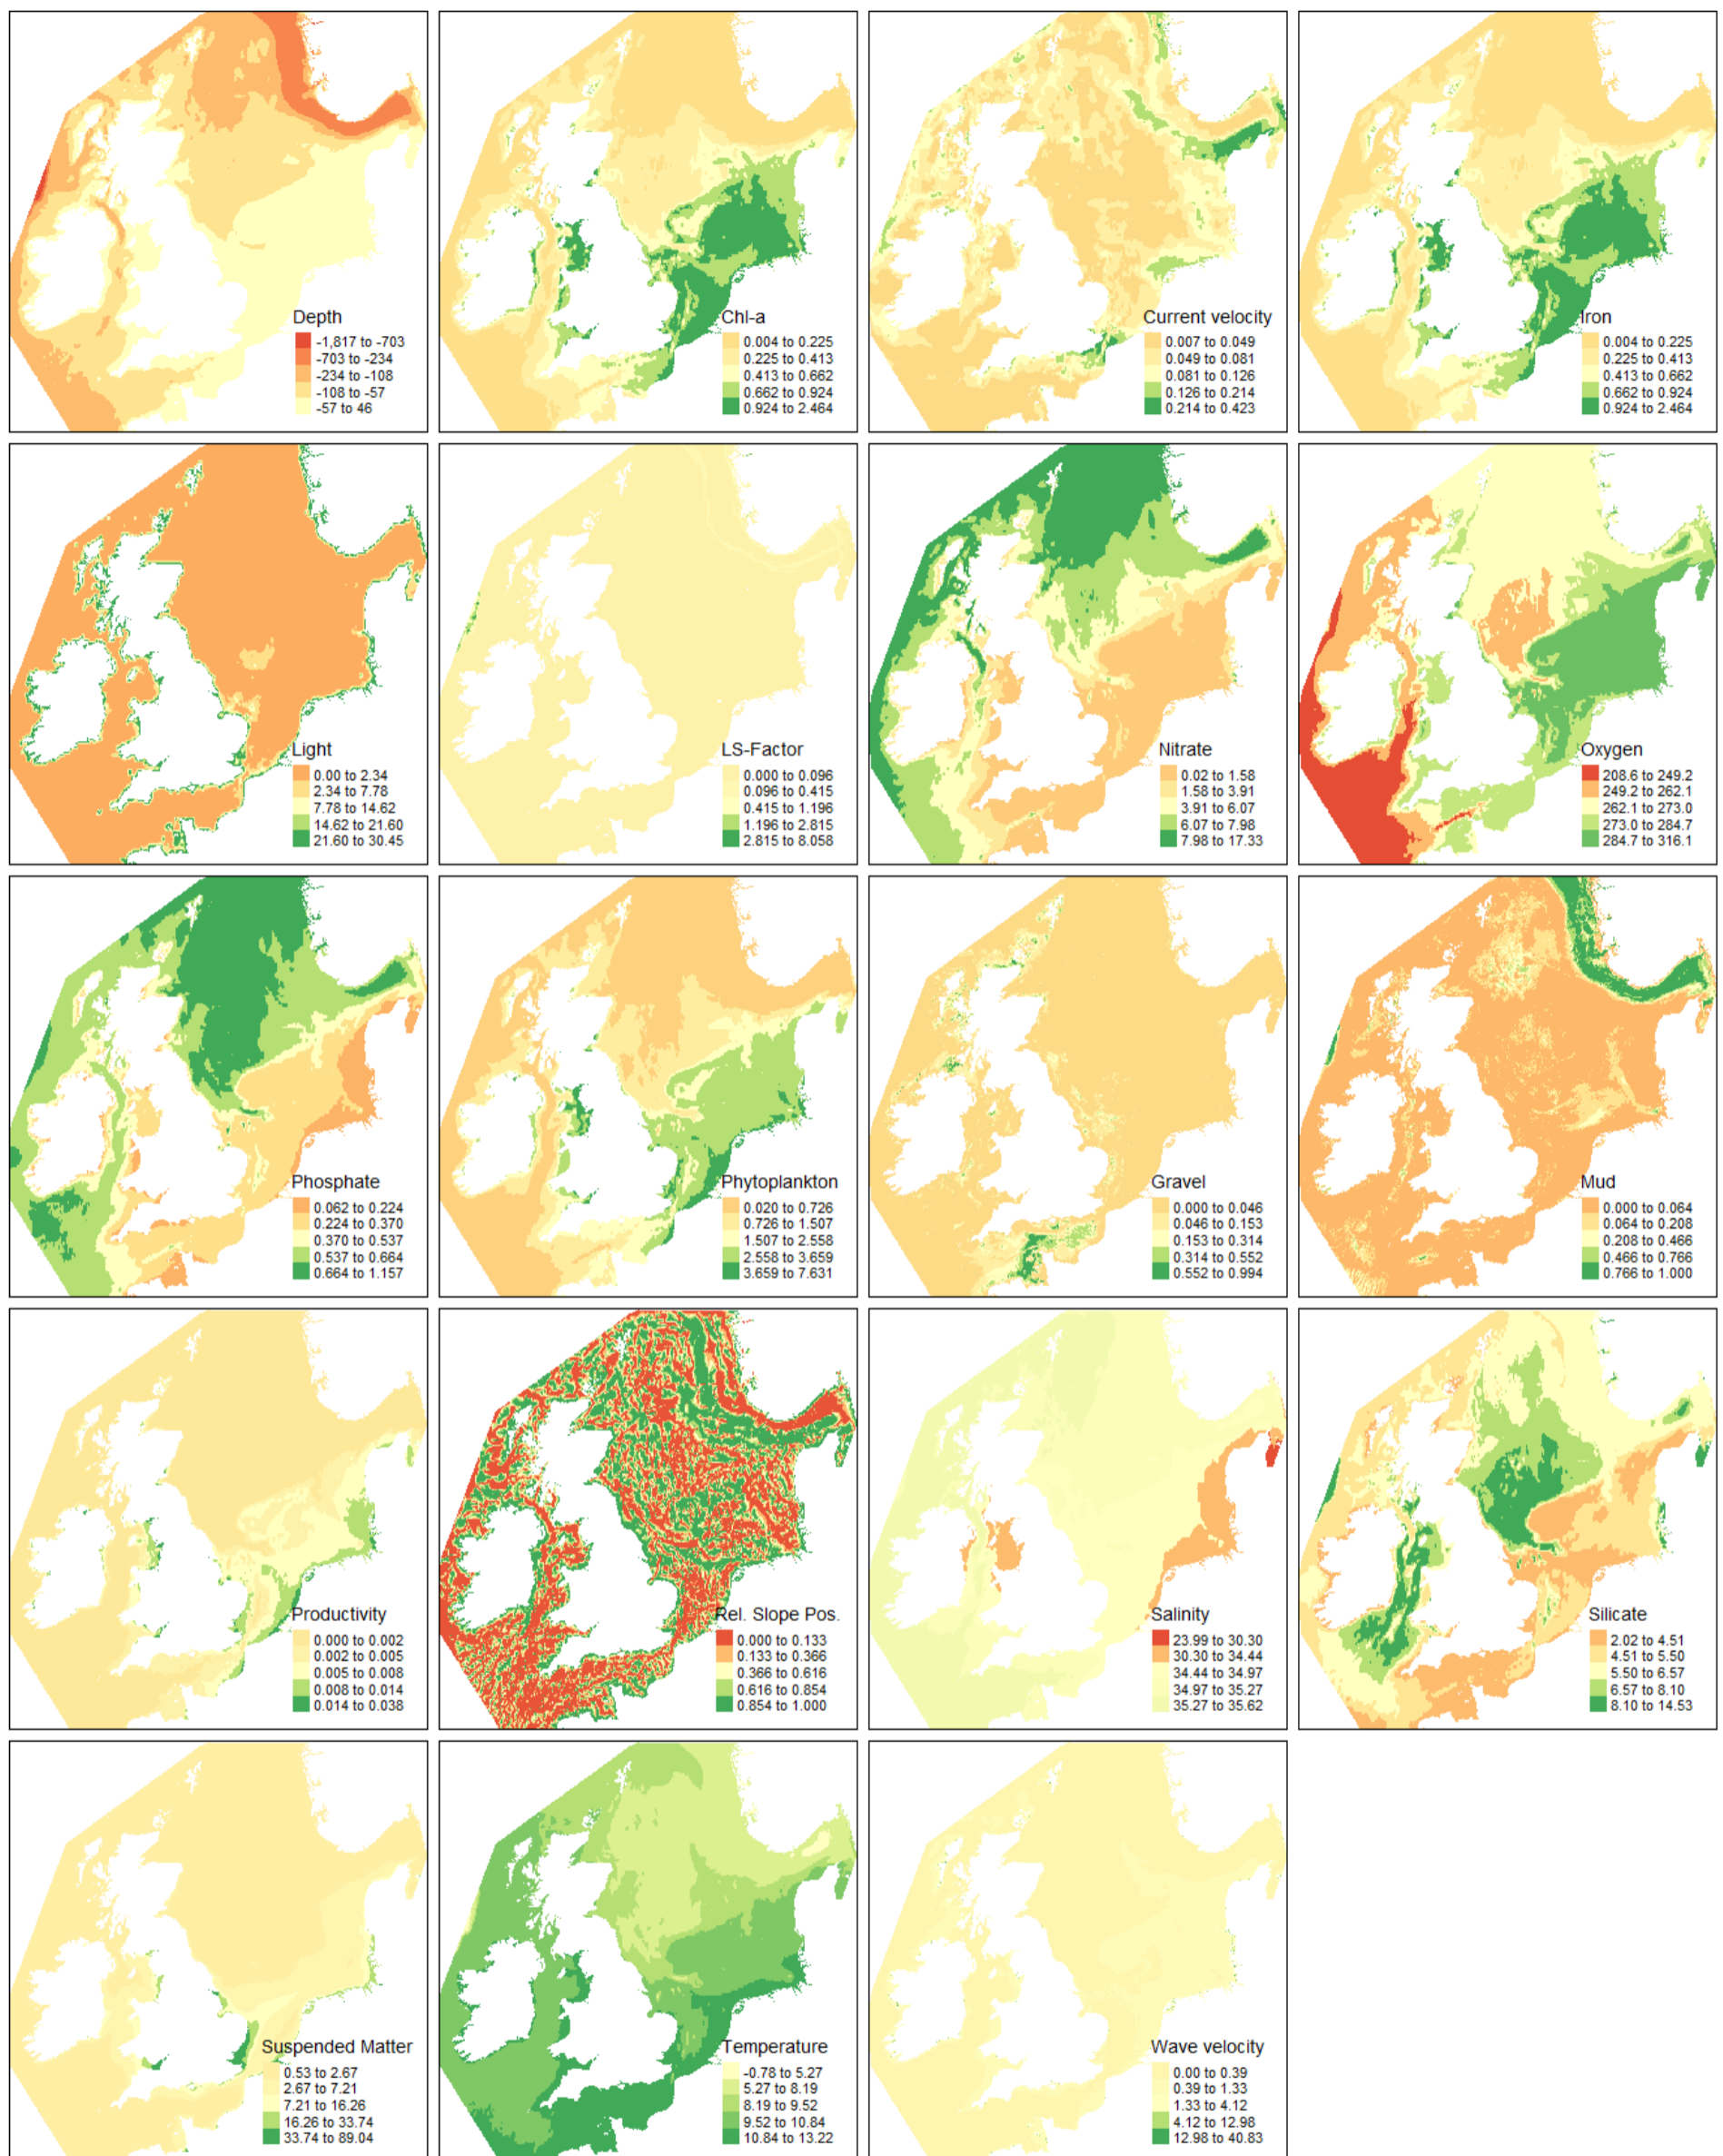 Depth
-1,817 to -703
-703 to -234
-234 to -108
-108 to -57
-57 to 46
Chl-a
0.004 to 0.225
0.225 to 0.413
0.413 to 0.662
0.662 to 0.924
0.924 to 2.464
Current velocity
0.007 to 0.049
0.049 to 0.081
0.081 to 0.126
0.126 to 0.214
0.214 to 0.423
Iron
0.004 to 0.225
0.225 to 0.413
0.413 to 0.662
0.662 to 0.924
0.924 to 2.464
Light
0.00 to 2.34
2.34 to 7.78
7.78 to 14.62
14.62 to 21.60
21.60 to 30.45
LS-Factor
0.000 to 0.096
0.096 to 0.415
0.415 to 1.196
1.196 to 2.815
2.815 to 8.058
Nitrate
0.02 to 1.58
1.58 to 3.91
3.91 to 6.07
6.07 to 7.98
7.98 to 17.33
Oxygen
208.6 to 249.2
249.2 to 262.1
262.1 to 273.0
273.0 to 284.7
284.7 to 316.1
Phosphate
0.062 to 0.224
0.224 to 0.370
0.370 to 0.537
0.537 to 0.664
0.664 to 1.157
Phytoplankton
0.020 to 0.726
0.726 to 1.507
1.507 to 2.558
2.558 to 3.659
3.659 to 7.631
Gravel
0.000 to 0.046
0.046 to 0.153
0.153 to 0.314
0.314 to 0.552
0.552 to 0.994
Mud
0.000 to 0.064
0.064 to 0.208
0.208 to 0.466
0.466 to 0.766
0.766 to 1.000
Productivity
0.000 to 0.002
0.002 to 0.005
0.005 to 0.008
0.008 to 0.014
0.014 to 0.038
Rel. Slope Pos.
0.000 to 0.133
0.133 to 0.366
0.366 to 0.616
0.616 to 0.854
0.854 to 1.000
Salinity
23.99 to 30.30
30.30 to 34.44
34.44 to 34.97
34.97 to 35.27
35.27 to 35.62
Silicate
2.02 to 4.51
4.51 to 5.50
5.50 to 6.57
6.57 to 8.10
8.10 to 14.53
Suspended Matter
0.53 to 2.67
2.67 to 7.21
7.21 to 16.26
16.26 to 33.74
33.74 to 89.04
Temperature
-0.78 to 5.27
5.27 to 8.19
8.19 to 9.52
9.52 to 10.84
10.84 to 13.22
Wave velocity
0.00 to 0.39
0.39 to 1.33
1.33 to 4.12
4.12 to 12.98
12.98 to 40.83